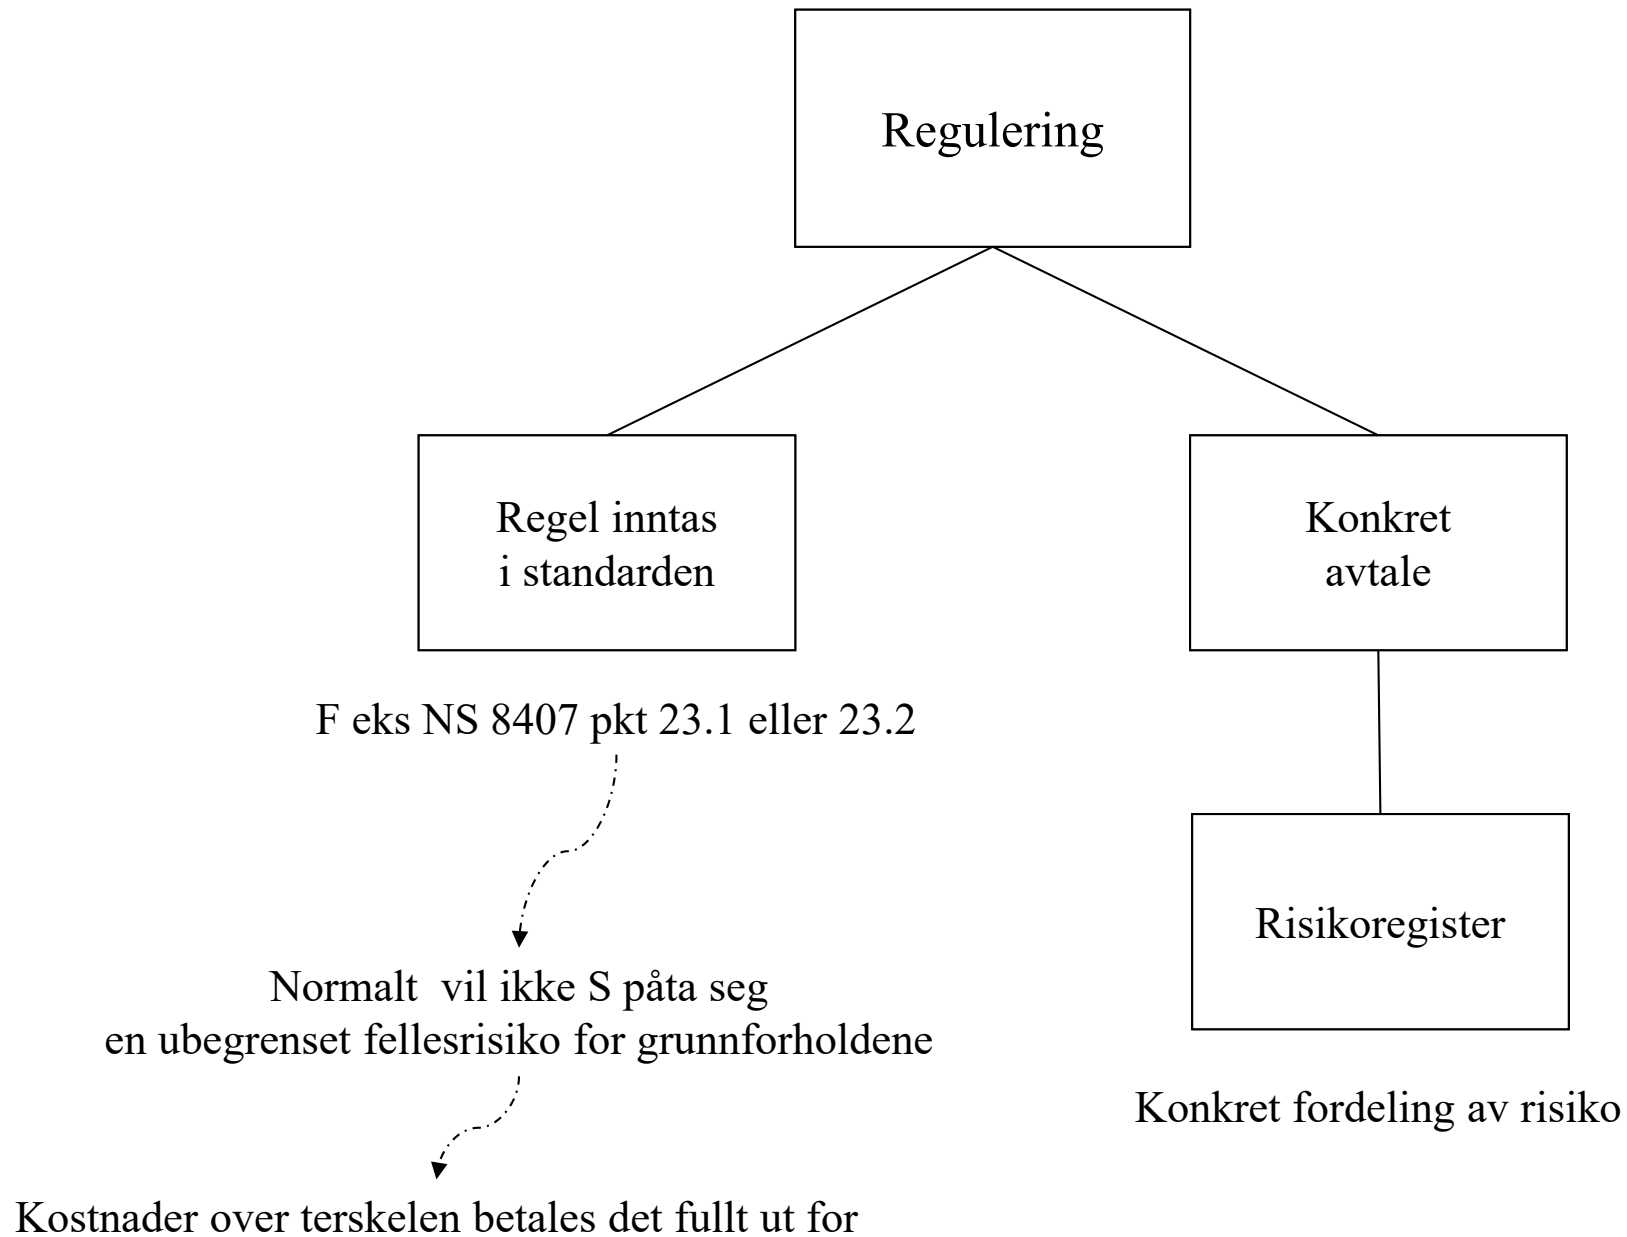 Regulering
Regel inntas
i standarden
Konkret
avtale
F eks NS 8407 pkt 23.1 eller 23.2
Risikoregister
Normalt  vil ikke S påta seg
en ubegrenset fellesrisiko for grunnforholdene
Konkret fordeling av risiko
Kostnader over terskelen betales det fullt ut for